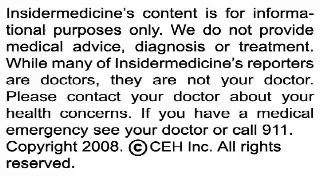 Insidermedicine's content is for informa-
tional purposes only. We do not provide
medical advice, diagnosis or treatment.
While many of Insidermedicine's reporters
are doctors, they are not your doctor.
Please contact your doctor about your
health concerns. If you have a medical
emergency see your doctor or call 911.
Copyright 2008. ©CEH Inc. All rights
reserved.